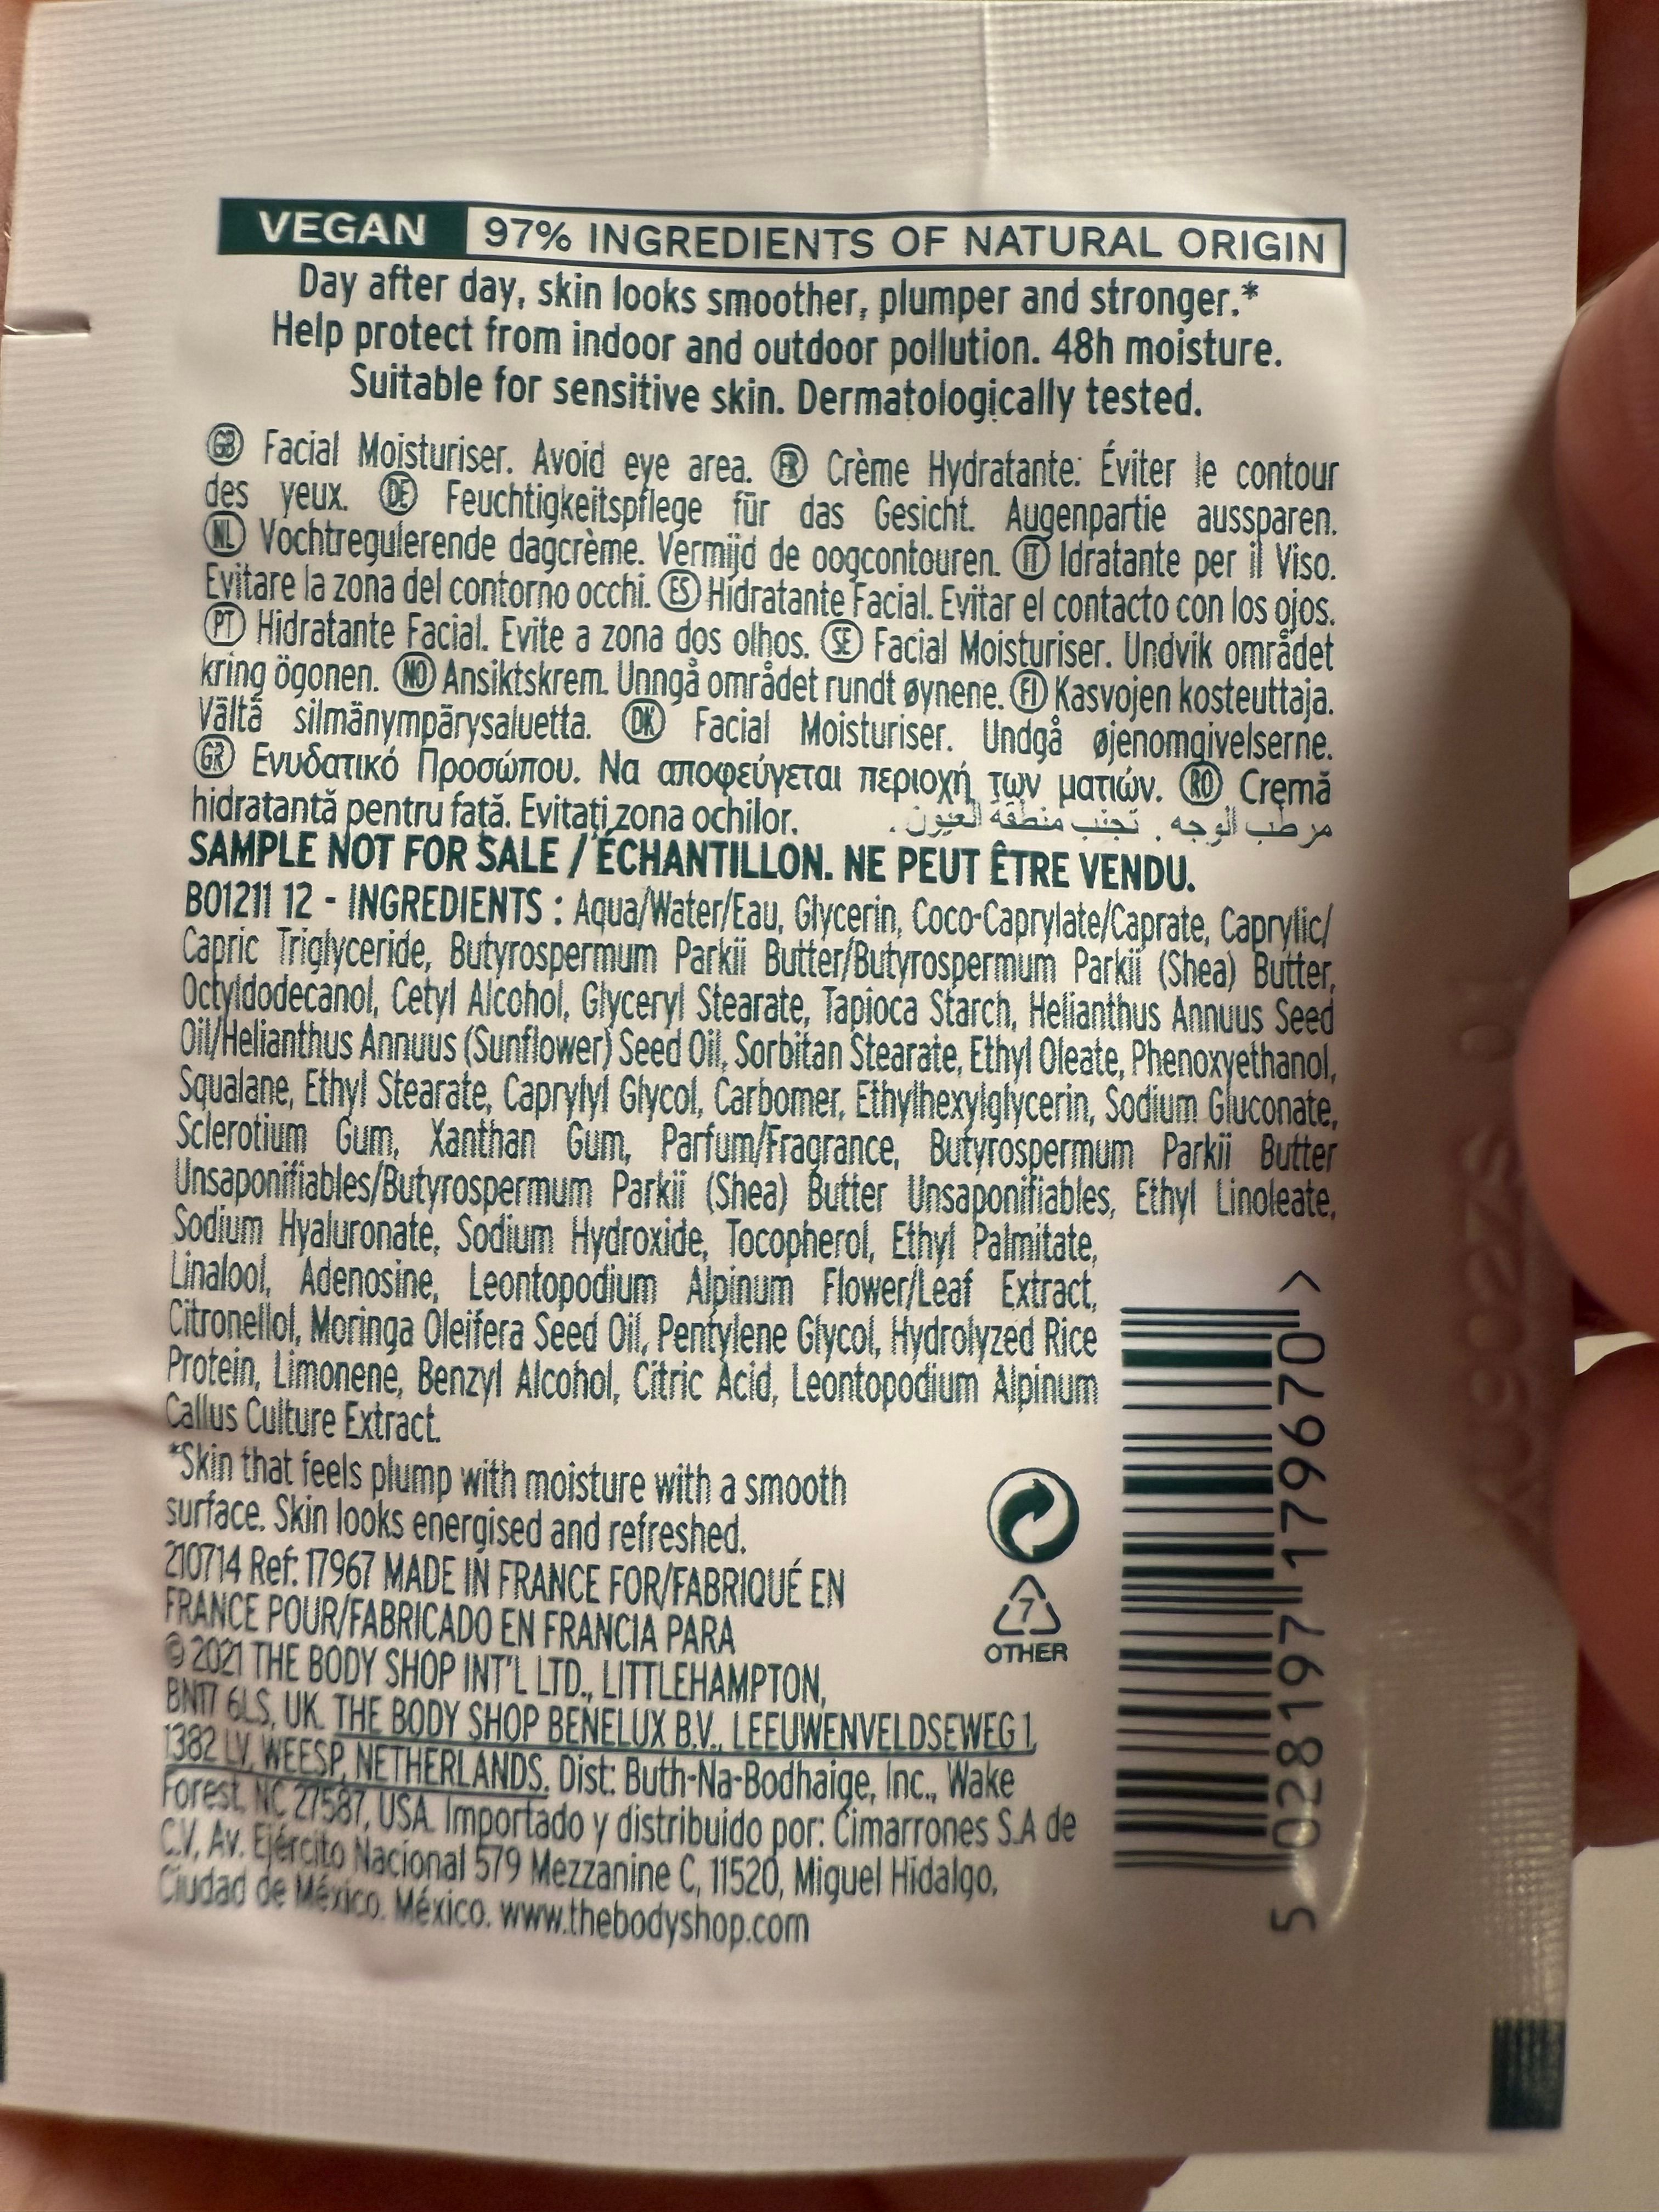 VEGAN 97% INGREDIENTS OF NATURAL ORIGIN
Day after day, skin looks smoother, plumper and stronger.*
Help protect from indoor and outdoor pollution. 48h moisture.
Suitable for sensitive skin. Dermatologically tested.
GB Facial Moisturiser. Avoid eye area. FR Crème Hydratante. Éviter le contour
des yeux. DE Feuchtigkeitspflege für das Gesicht. Augenpartie aussparen.
NL Vochtregulerende dagcrème. Vermijd de oogcontouren. IT Idratante per il Viso.
Evitare la zona del contorno occhi. ES Hidratante Facial. Evitar el contacto con los ojos.
PT Hidratante Facial. Evite a zona dos olhos. SE Facial Moisturiser. Undvik området
kring ögonen. NO Ansiktskrem. Unngå området rundt øynene. FI Kasvojen kosteuttaja.
Vältä silmänympärysaluetta. DK Facial Moisturiser. Undgå øjenomgivelserne.
GR Ενυδατικό Προσώπου. Να αποφεύγεται περιοχή των ματιών. RO Cremă
hidratantă pentru față. Evitați zona ochilor. مرطب الوجه. تجنب منطقة العيون.
SAMPLE NOT FOR SALE / ÉCHANTILLON. NE PEUT ÊTRE VENDU.
B01211 12 - INGREDIENTS : Aqua/Water/Eau, Glycerin, Coco-Caprylate/Caprate, Caprylic/
Capric Triglyceride, Butyrospermum Parkii Butter/Butyrospermum Parkii (Shea) Butter,
Octyldodecanol, Cetyl Alcohol, Glyceryl Stearate, Tapioca Starch, Helianthus Annuus Seed
Oil/Helianthus Annuus (Sunflower) Seed Oil, Sorbitan Stearate, Ethyl Oleate, Phenoxyethanol,
Squalane, Ethyl Stearate, Caprylyl Glycol, Carbomer, Ethylhexylglycerin, Sodium Gluconate,
Sclerotium Gum, Xanthan Gum, Parfum/Fragrance, Butyrospermum Parkii Butter
Unsaponifiables/Butyrospermum Parkii (Shea) Butter Unsaponifiables, Ethyl Linoleate,
Sodium Hyaluronate, Sodium Hydroxide, Tocopherol, Ethyl Palmitate,
Linalool, Adenosine, Leontopodium Alpinum Flower/Leaf Extract,
Citronellol, Moringa Oleifera Seed Oil, Pentylene Glycol, Hydrolyzed Rice
Protein, Limonene, Benzyl Alcohol, Citric Acid, Leontopodium Alpinum
Callus Culture Extract.
*Skin that feels plump with moisture with a smooth
surface. Skin looks energised and refreshed.
210714 Ref: 17967 MADE IN FRANCE FOR/FABRIQUÉ EN
FRANCE POUR/FABRICADO EN FRANCIA PARA
© 2021 THE BODY SHOP INT'L LTD., LITTLEHAMPTON,
BN17 6LS, UK. THE BODY SHOP BENELUX B.V., LEEUWENVELDSEWEG 1,
1382 LV, WEESP, NETHERLANDS. Dist: Buth-Na-Bodhaige, Inc., Wake
Forest, NC 27587, USA. Importado y distribuido por: Cimarrones S.A de
C.V, Av. Ejército Nacional 579 Mezzanine C, 11520, Miguel Hidalgo,
Ciudad de México. México. www.thebodyshop.com
7
OTHER
5 028197 179670 >